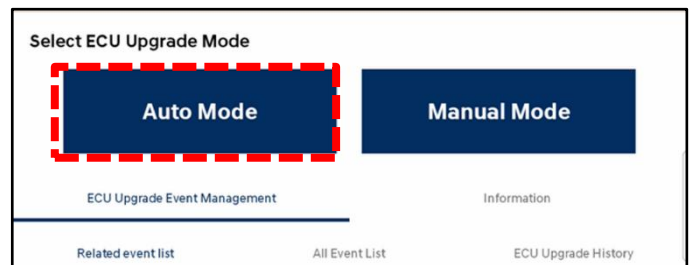 Select ECU Upgrade Mode
Auto Mode Manual Mode
ECU Upgrade Event Management Information
Related event list All Event List ECU Upgrade History